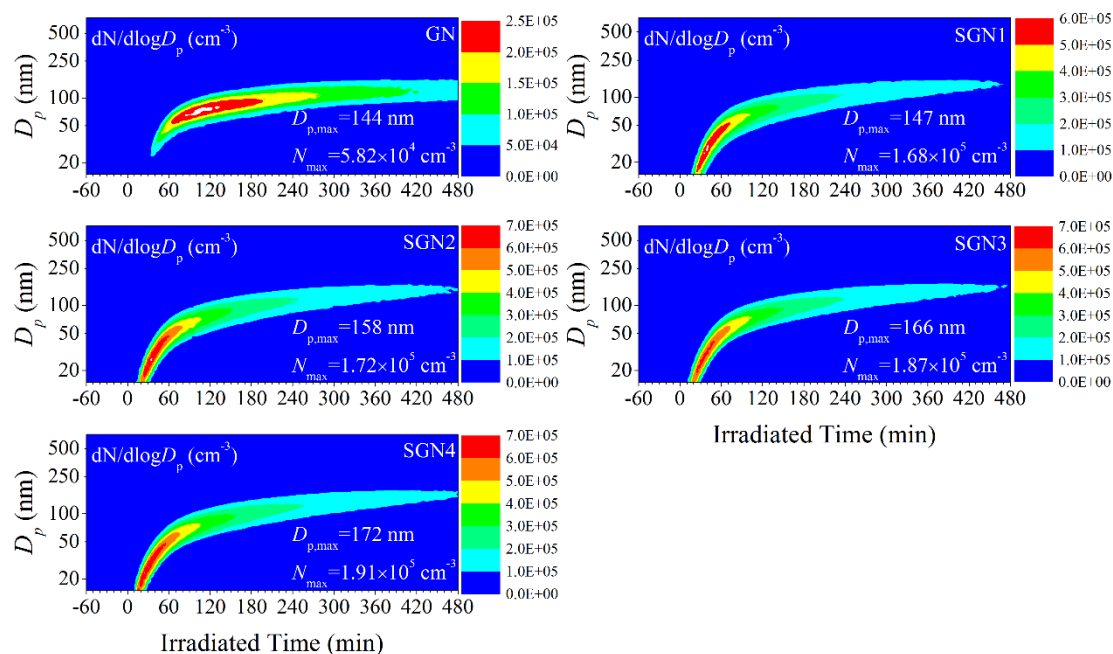 dN/dlogDp (cm-3)
GN
Dp,max=144 nm
Nmax=5.82×10^4 cm-3
Dp (nm)
500
250
100
50
20
-60 0 60 120 180 240 300 360 420 480
2.5E+05
2.0E+05
1.5E+05
1.0E+05
5.0E+04
0.0E+00
dN/dlogDp (cm-3)
SGN1
Dp,max=147 nm
Nmax=1.68×10^5 cm-3
Dp (nm)
500
250
100
50
20
-60 0 60 120 180 240 300 360 420 480
6.0E+05
5.0E+05
4.0E+05
3.0E+05
2.0E+05
1.0E+05
0.0E+00
dN/dlogDp (cm-3)
SGN2
Dp,max=158 nm
Nmax=1.72×10^5 cm-3
Dp (nm)
500
250
100
50
20
-60 0 60 120 180 240 300 360 420 480
7.0E+05
6.0E+05
5.0E+05
4.0E+05
3.0E+05
2.0E+05
1.0E+05
0.0E+00
dN/dlogDp (cm-3)
SGN3
Dp,max=166 nm
Nmax=1.87×10^5 cm-3
Dp (nm)
500
250
100
50
20
-60 0 60 120 180 240 300 360 420 480
Irradiated Time (min)
7.0E+05
6.0E+05
5.0E+05
4.0E+05
3.0E+05
2.0E+05
1.0E+05
0.0E+00
dN/dlogDp (cm-3)
SGN4
Dp,max=172 nm
Nmax=1.91×10^5 cm-3
Dp (nm)
500
250
100
50
20
-60 0 60 120 180 240 300 360 420 480
Irradiated Time (min)
7.0E+05
6.0E+05
5.0E+05
4.0E+05
3.0E+05
2.0E+05
1.0E+05
0.0E+00